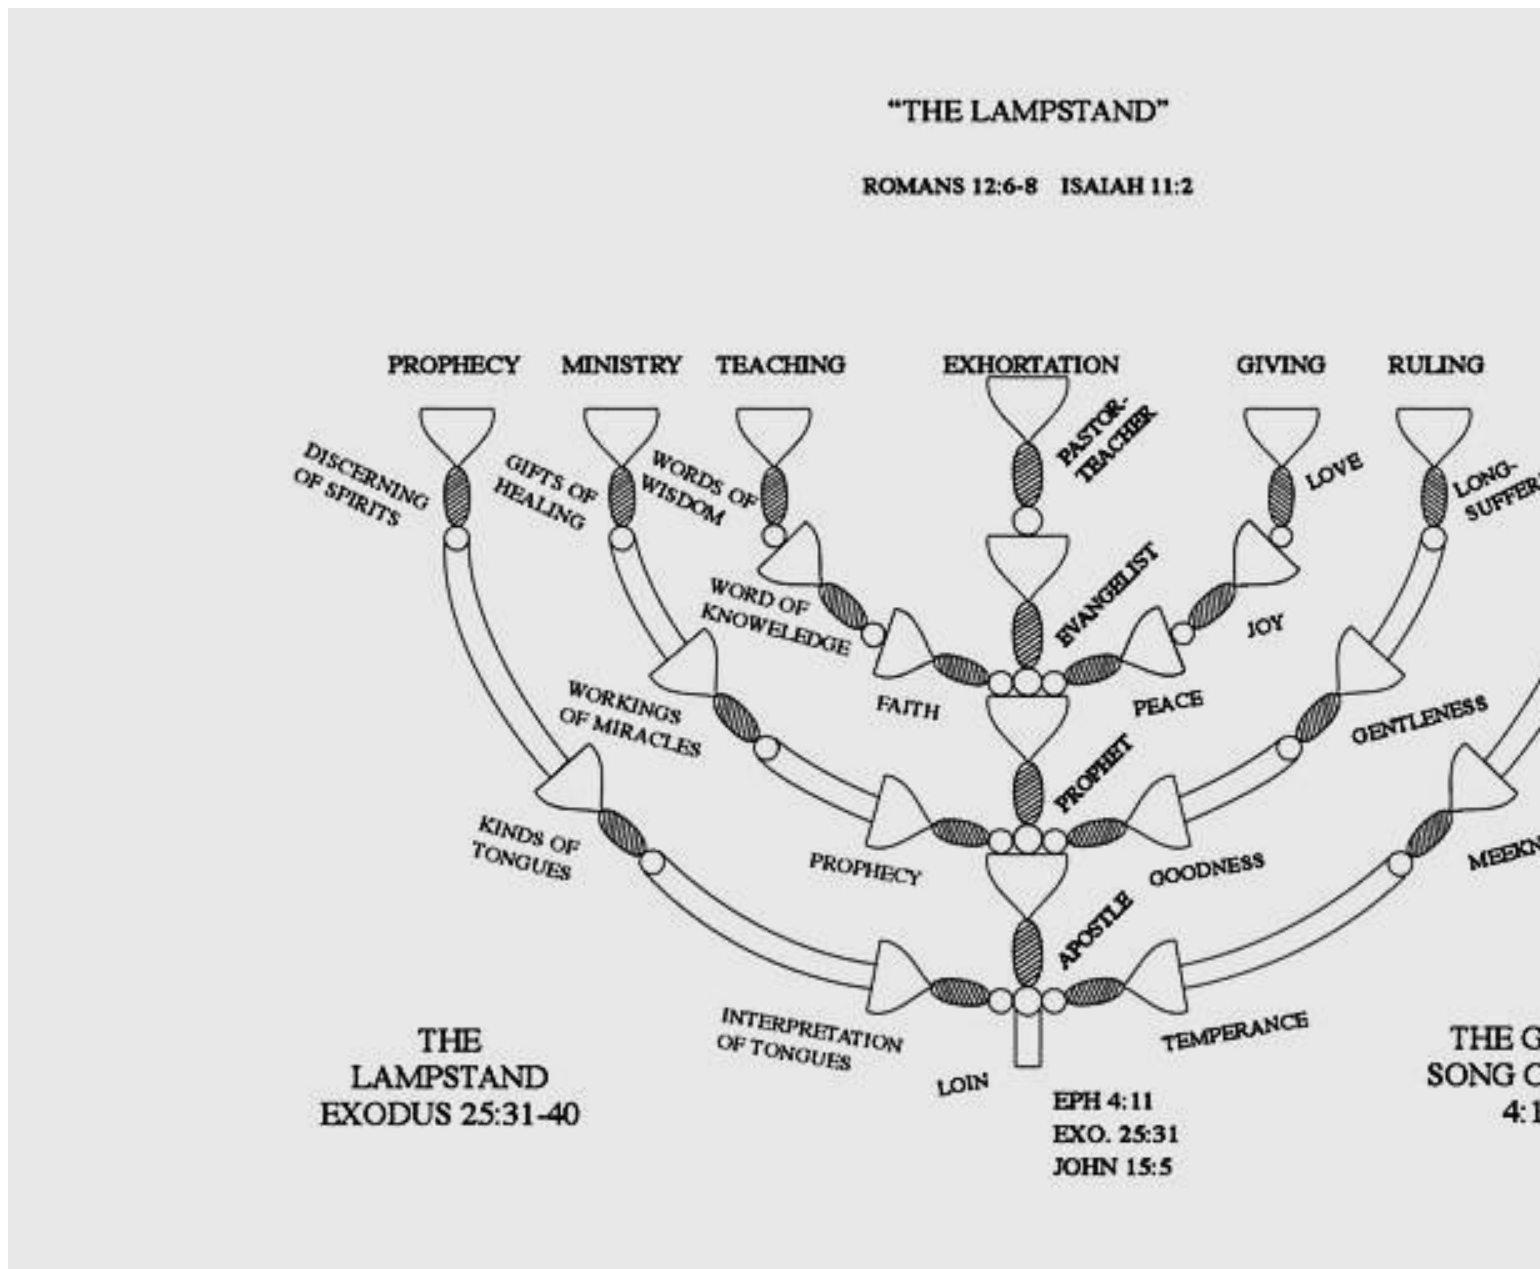 “THE LAMPSTAND”
ROMANS 12:6-8 ISAIAH 11:2
PROPHECY MINISTRY TEACHING EXHORTATION GIVING RULING
DISCERNING
OF SPIRITS
GIFTS OF
HEALING
WORDS OF
WISDOM
PASTOR-
TEACHER
LOVE
LONG-
WORD OF
KNOWELEDGE
EVANGELIST
JOY
WORKINGS
OF MIRACLES
FAITH
PEACE
GENTLENESS
KINDS OF
TONGUES
PROPHECY
PROPHET
GOODNESS
INTERPRETATION
OF TONGUES
APOSTLE
TEMPERANCE
LOIN
THE
LAMPSTAND
EXODUS 25:31-40
EPH 4:11
EXO. 25:31
JOHN 15:5
THE
SONG